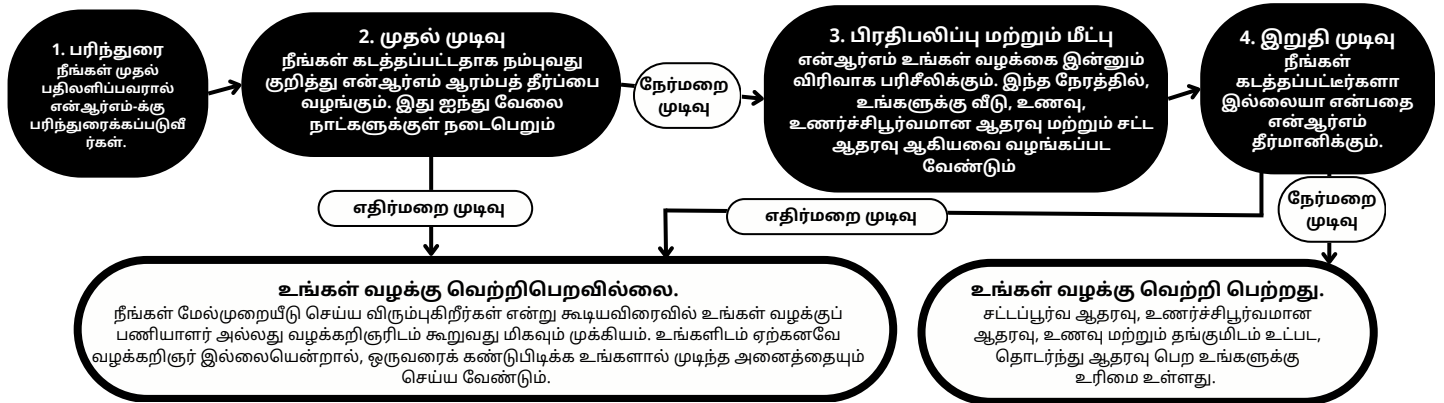 1. பரிந்துரை
நீங்கள் முதல்
பதிலளிப்பவரால்
என்ஆர்எம்-க்கு
பரிந்துரைக்கப்படுவீ
ர்கள்.
2. முதல் முடிவு
நீங்கள் கடத்தப்பட்டதாக நம்புவது
குறித்து என்ஆர்எம் ஆரம்பத் தீர்ப்பை
வழங்கும். இது ஐந்து வேலை
நாட்களுக்குள் நடைபெறும்
நேர்மறை
முடிவு
3. பிரதிபலிப்பு மற்றும் மீட்பு
என்ஆர்எம் உங்கள் வழக்கை இன்னும்
விரிவாக பரிசீலிக்கும். இந்த நேரத்தில்,
உங்களுக்கு வீடு, உணவு,
உணர்ச்சிபூர்வமான ஆதரவு மற்றும் சட்ட
ஆதரவு ஆகியவை வழங்கப்பட
வேண்டும்
4. இறுதி முடிவு
நீங்கள்
கடத்தப்பட்டீர்களா
இல்லையா என்பதை
என்ஆர்எம்
தீர்மானிக்கும்.
எதிர்மறை முடிவு
எதிர்மறை முடிவு
நேர்மறை
முடிவு
உங்கள் வழக்கு வெற்றிபெறவில்லை.
நீங்கள் மேல்முறையீடு செய்ய விரும்புகிறீர்கள் என்று கூடியவிரைவில் உங்கள் வழக்குப்
பணியாளர் அல்லது வழக்கறிஞரிடம் கூறுவது மிகவும் முக்கியம். உங்களிடம் ஏற்கனவே
வழக்கறிஞர் இல்லையென்றால், ஒருவரைக் கண்டுபிடிக்க உங்களால் முடிந்த அனைத்தையும்
செய்ய வேண்டும்.
உங்கள் வழக்கு வெற்றி பெற்றது.
சட்டப்பூர்வ ஆதரவு, உணர்ச்சிபூர்வமான
ஆதரவு, உணவு மற்றும் தங்குமிடம் உட்பட,
தொடர்ந்து ஆதரவு பெற உங்களுக்கு
உரிமை உள்ளது.